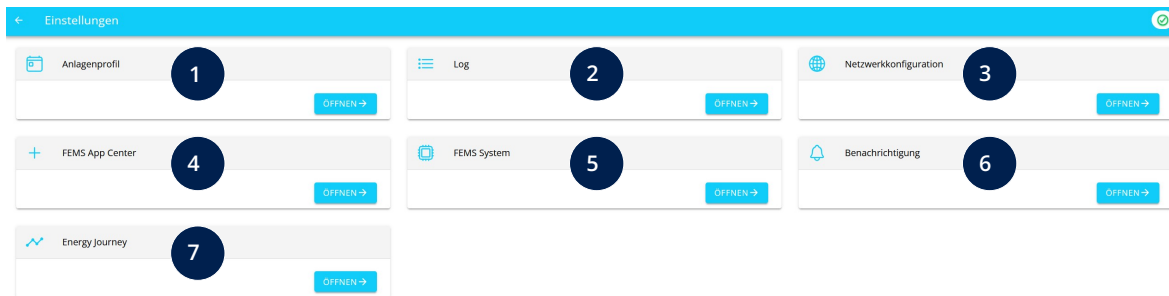 Einstellungen
Anlagenprofil
1
ÖFFNEN
Log
2
ÖFFNEN
Netzwerkkonfiguration
3
ÖFFNEN
FEMS App Center
4
ÖFFNEN
FEMS System
5
ÖFFNEN
Benachrichtigung
6
ÖFFNEN
Energy Journey
7
ÖFFNEN